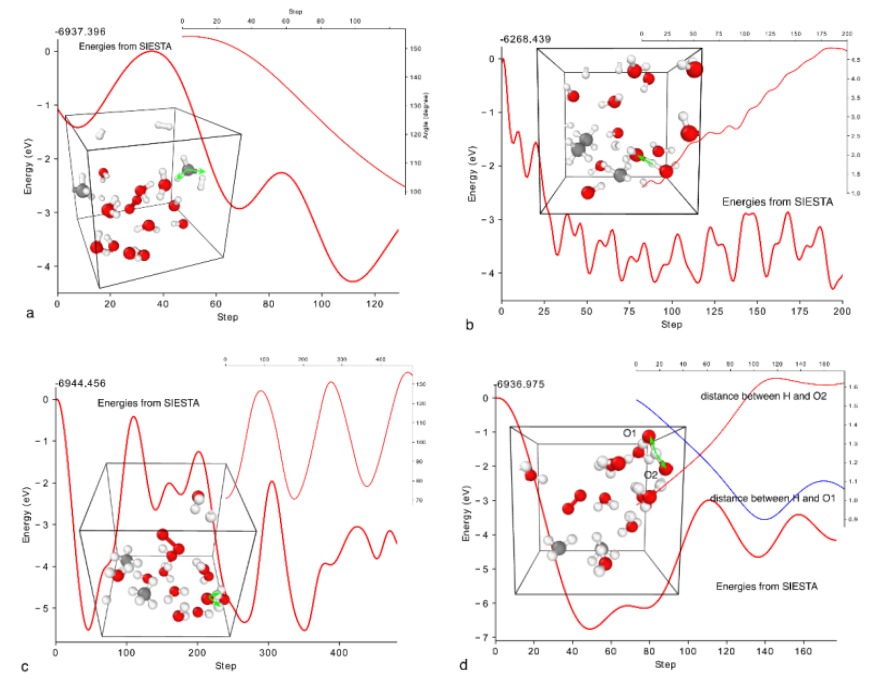 Step
0 20 40 60 80 100 120
-6937.396
Energies from SIESTA
0
−1
−2
−3
−4
Energy (eV)
150
140
130
120
110
100
Angle (degree)
0 20 40 60 80 100 120
Step
a
0 25 50 75 100 125 150 175 200
-6268.439
0
−1
−2
−3
−4
Energy (eV)
4.5
4.0
3.5
3.0
2.5
2.0
1.5
1.0
Energies from SIESTA
0 25 50 75 100 125 150 175 200
Step
b
0 100 200 300 400
-6944.456
Energies from SIESTA
0
−1
−2
−3
−4
−5
Energy (eV)
130
120
110
100
90
80
70
0 100 200 300 400
Step
c
0 20 40 60 80 100 120 140 160
-6936.975
0
−1
−2
−3
−4
−5
−6
−7
Energy (eV)
1.6
1.5
1.4
1.3
1.2
1.1
1.0
0.9
distance between H and O2
O1
O2
distance between H and O1
Energies from SIESTA
0 20 40 60 80 100 120 140 160
Step
d